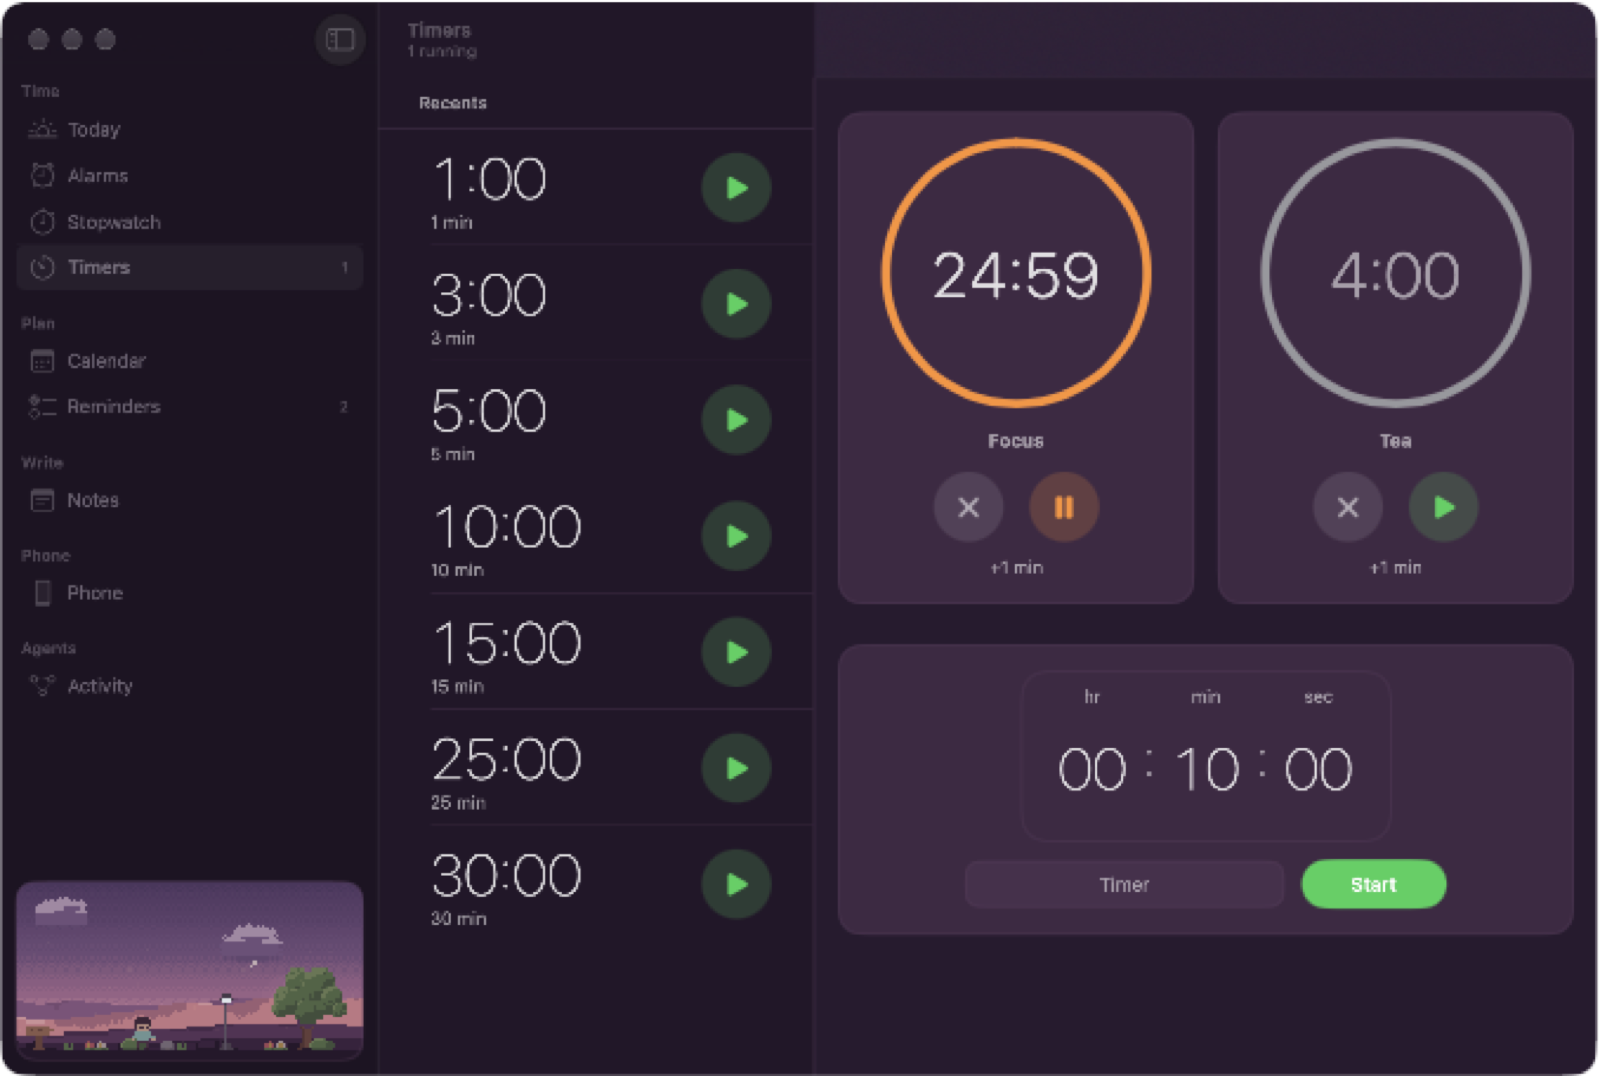 Time
Today
Alarms
Stopwatch
Timers 1
Plan
Calendar
Reminders 2
Write
Notes
Phone
Phone
Agents
Activity
Timers
1 running
Recents
1:00
1 min
3:00
3 min
5:00
5 min
10:00
10 min
15:00
15 min
25:00
25 min
30:00
30 min
24:59
Focus
+1 min
4:00
Tea
+1 min
hr min sec
00 : 10 : 00
Timer Start